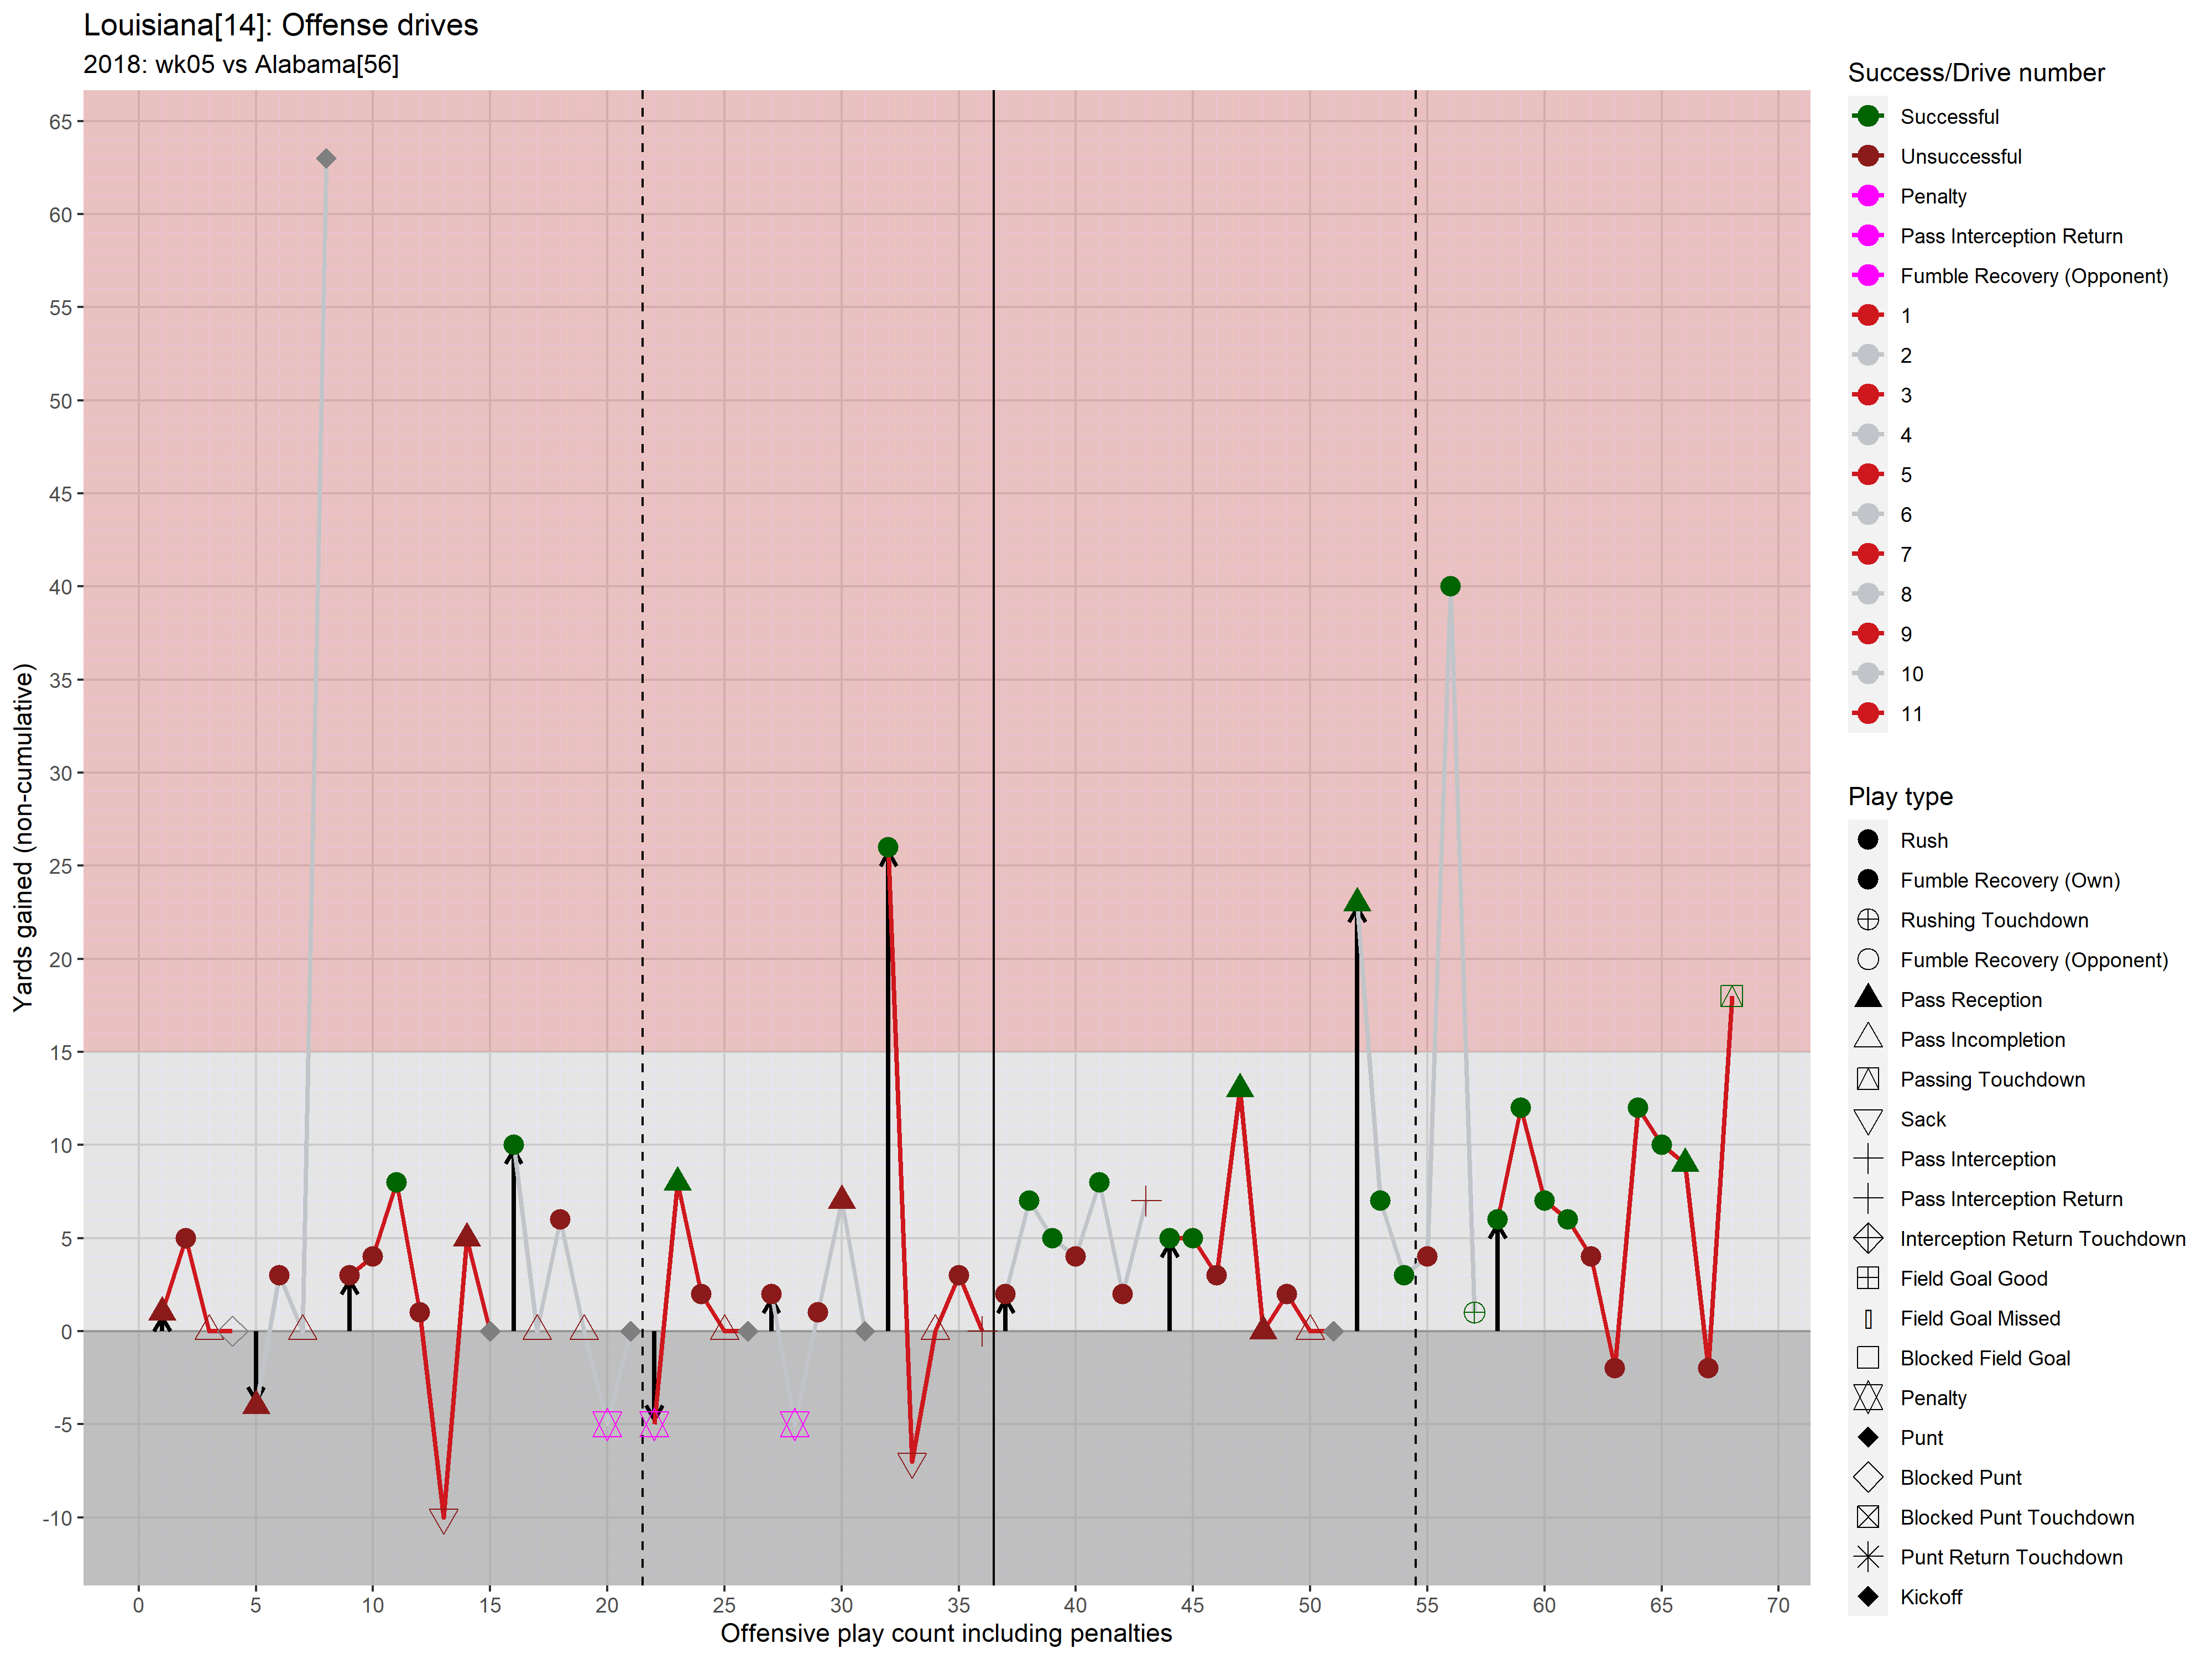 Louisiana[14]: Offense drives
2018: wk05 vs Alabama[56]
Yards gained (non-cumulative)
65
60
55
50
45
40
35
30
25
20
15
10
5
0
-5
-10
0 5 10 15 20 25 30 35 40 45 50 55 60 65 70
Offensive play count including penalties
Success/Drive number
Successful
Unsuccessful
Penalty
Pass Interception Return
Fumble Recovery (Opponent)
1
2
3
4
5
6
7
8
9
10
11
Play type
Rush
Fumble Recovery (Own)
Rushing Touchdown
Fumble Recovery (Opponent)
Pass Reception
Pass Incompletion
Passing Touchdown
Sack
Pass Interception
Pass Interception Return
Interception Return Touchdown
Field Goal Good
Field Goal Missed
Blocked Field Goal
Penalty
Punt
Blocked Punt
Blocked Punt Touchdown
Punt Return Touchdown
Kickoff